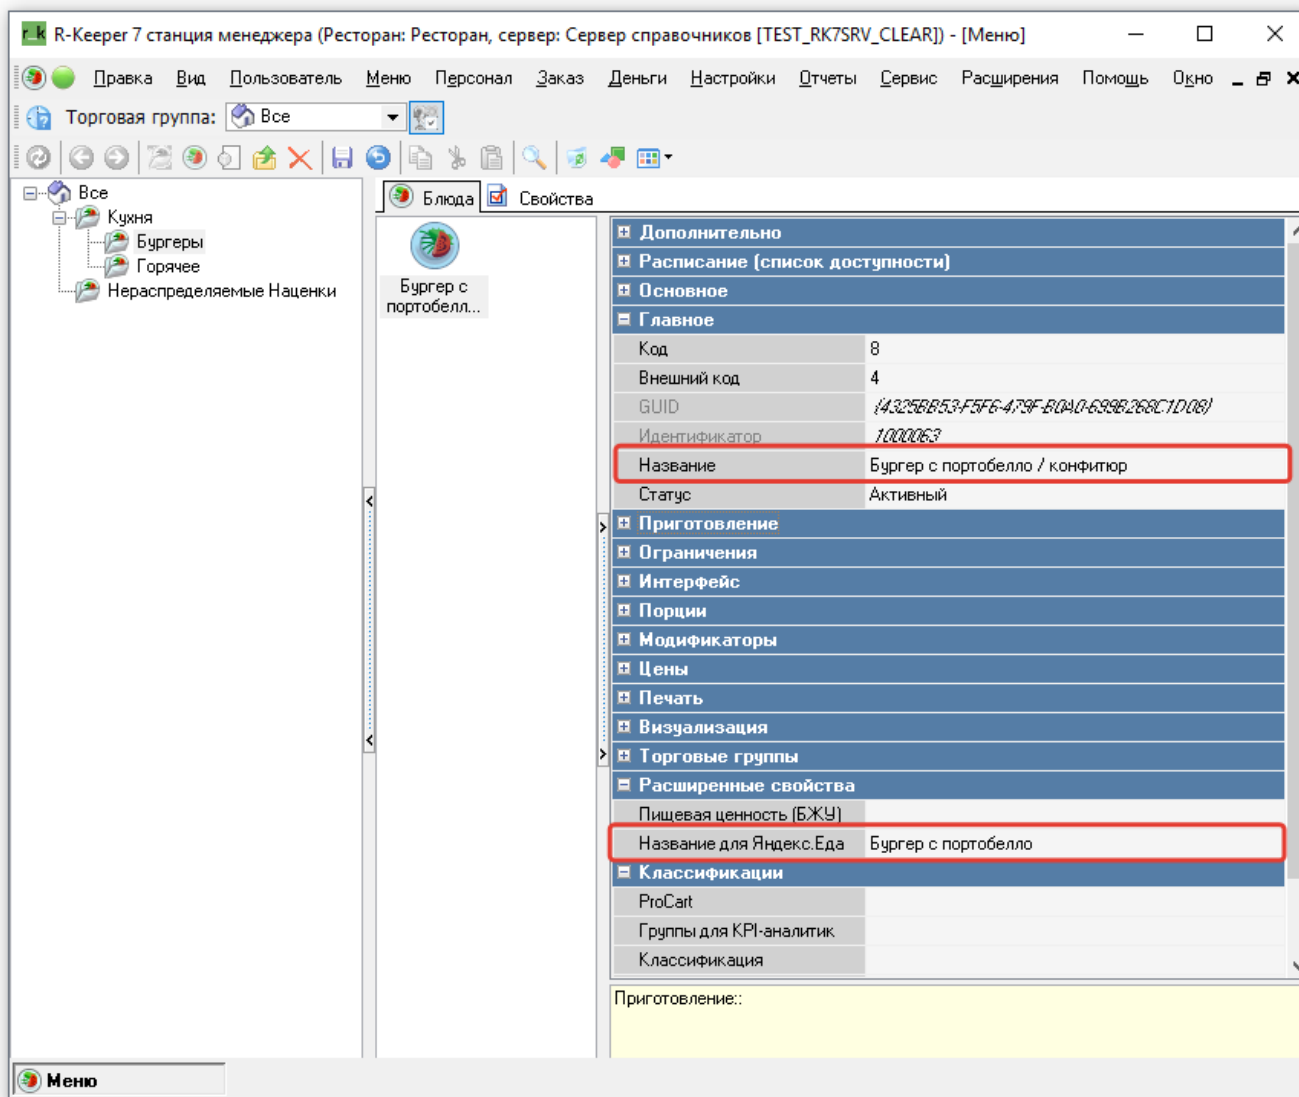 r_k R-Keeper 7 станция менеджера (Ресторан: Ресторан, сервер: Сервер справочников [TEST_RK7SRV_CLEAR]) - [Меню]
Правка Вид Пользователь Меню Персонал Заказ Деньги Настройки Отчеты Сервис Расширения Помощь Окно
Торговая группа: Все
Все
Кухня
Бургеры
Горячее
Нераспределяемые Наценки
Блюда Свойства
Бургер с
портобелл...
Дополнительно
Расписание (список доступности)
Основное
Главное
Код 8
Внешний код 4
GUID {4325BB53-F5F6-479F-B0A0-699B268C1D08}
Идентификатор 1000063
Название Бургер с портобелло / конфитюр
Статус Активный
Приготовление
Ограничения
Интерфейс
Порции
Модификаторы
Цены
Печать
Визуализация
Торговые группы
Расширенные свойства
Пищевая ценность (БЖУ)
Название для Яндекс.Еда Бургер с портобелло
Классификации
ProCart
Группы для KPI-аналитик
Классификация
Приготовление::
Меню